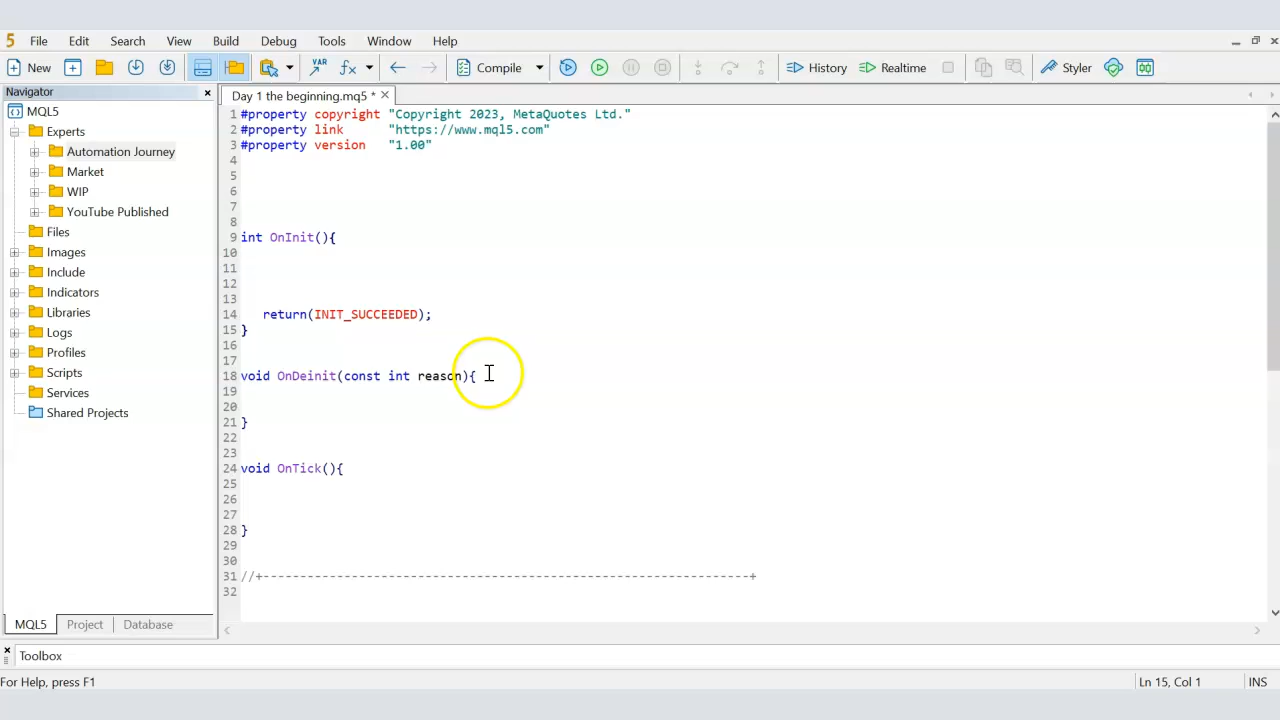 5 File Edit Search View Build Debug Tools Window Help
New VAR fx Compile History Realtime Styler
Navigator
MQL5
Experts
Automation Journey
Market
WIP
YouTube Published
Files
Images
Include
Indicators
Libraries
Logs
Profiles
Scripts
Services
Shared Projects
MQL5 Project Database
Day 1 the beginning.mq5 *
1 #property copyright "Copyright 2023, MetaQuotes Ltd."
2 #property link "https://www.mql5.com"
3 #property version "1.00"
4
5
6
7
8
9 int OnInit(){
10
11
12
13
14 return(INIT_SUCCEEDED);
15 }
16
17
18 void OnDeinit(const int reason){
19
20
21 }
22
23
24 void OnTick(){
25
26
27
28 }
29
30
31 //+------------------------------------------------------------------+
32
Toolbox
For Help, press F1 Ln 15, Col 1 INS